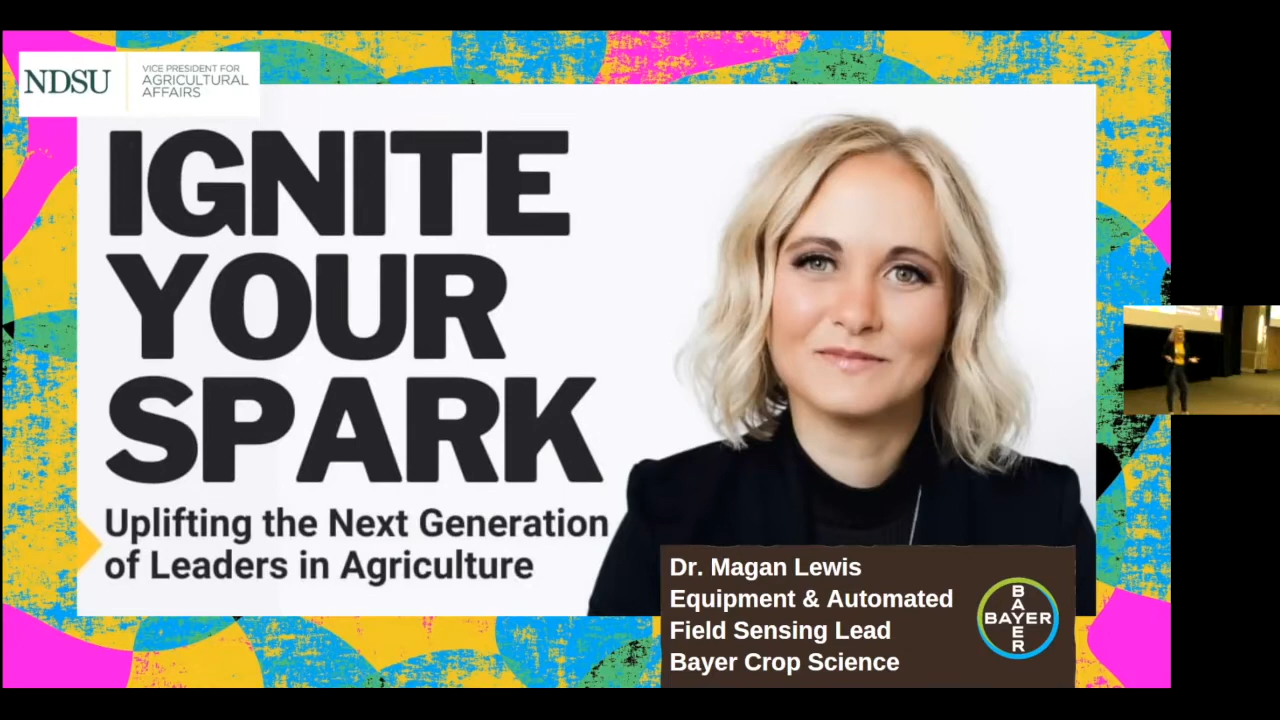 NDSU
VICE PRESIDENT FOR
AGRICULTURAL
AFFAIRS
IGNITE
YOUR
SPARK
Uplifting the Next Generation
of Leaders in Agriculture
Dr. Magan Lewis
Equipment & Automated
Field Sensing Lead
Bayer Crop Science
BAYER
BAYER